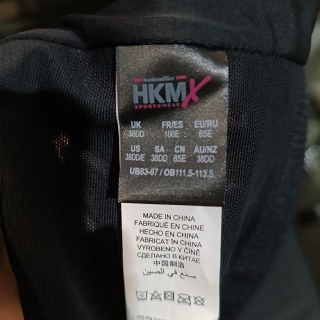 hunkemöller
HKMX
SPORTSWEAR
UK FR/ES EU/RU
38DD 100E 85E
US SA CN AU/NZ
38DD/E 38DD 85E 38DD
UB83-87 / OB111.5-113.5
MADE IN CHINA
FABRIQUÉ EN CHINE
HECHO EN CHINA
FABRICAT ÎN CHINA
VYROBENO V ČÍNĚ
СДЕЛАНО В КИТАЕ
中国制造
صنع في الصين